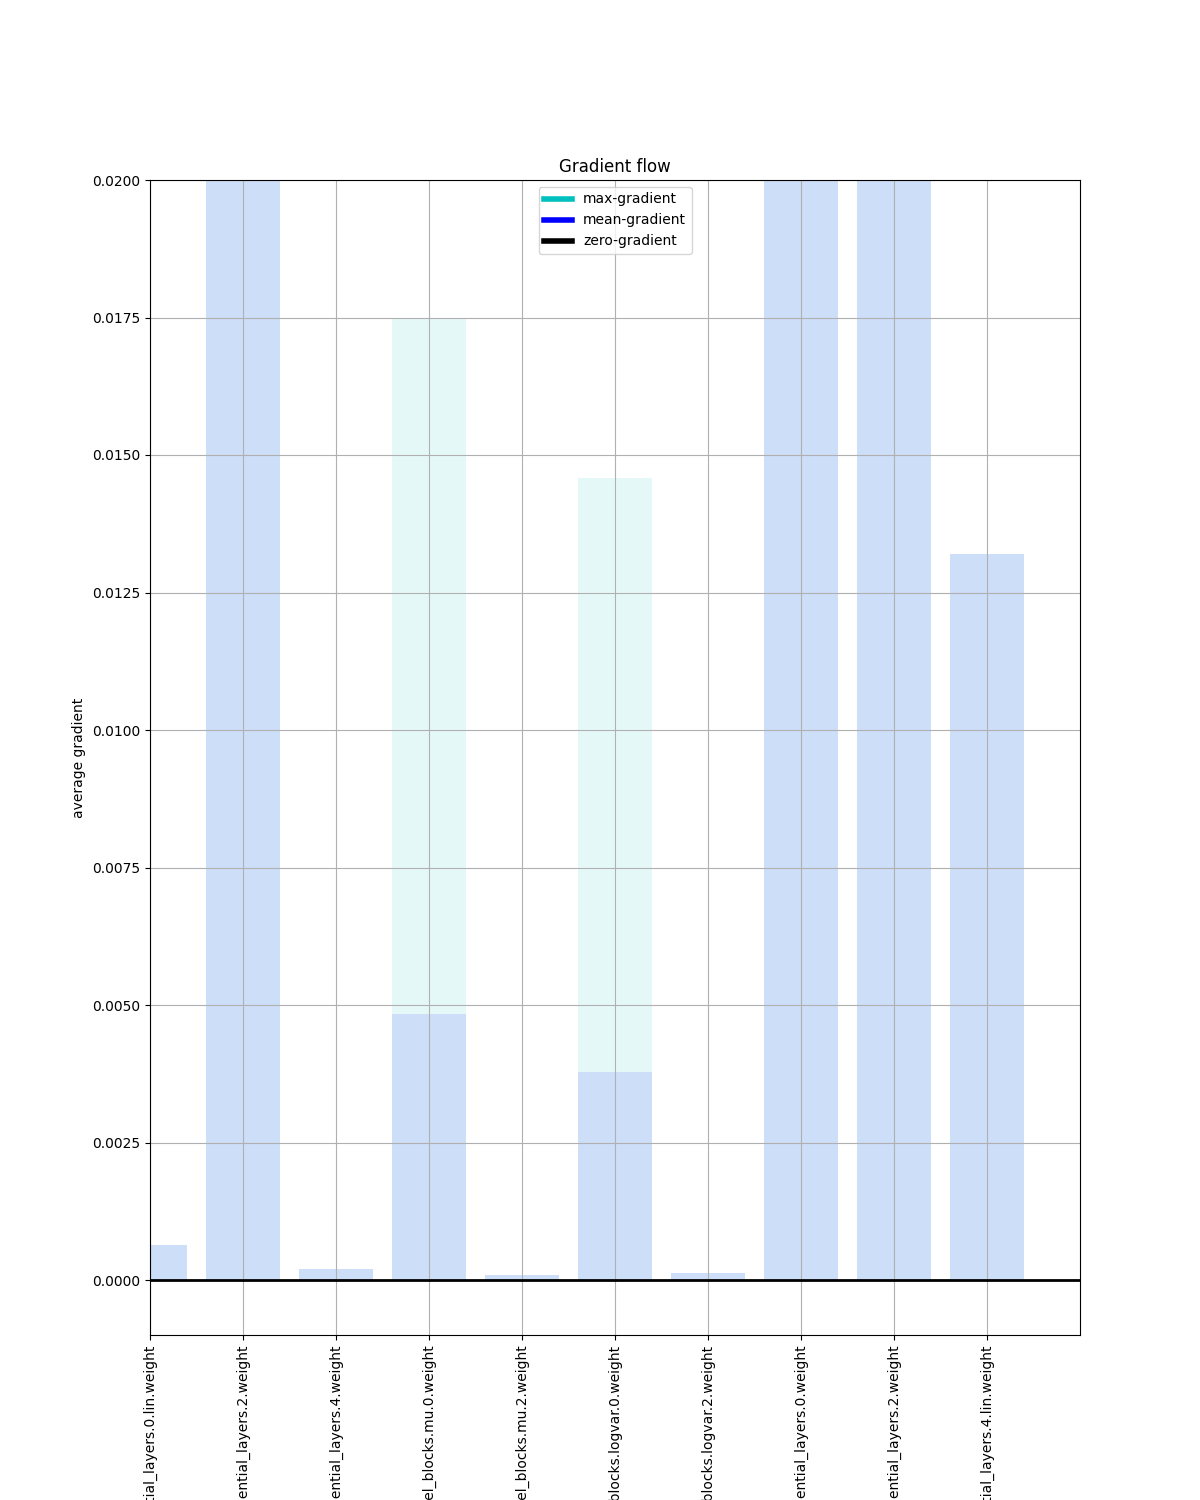 Gradient flow
max-gradient
mean-gradient
zero-gradient
0.0200
0.0175
0.0150
0.0125
0.0100
0.0075
0.0050
0.0025
0.0000
average gradient
tial_layers.0.lin.weight
ential_layers.2.weight
ential_layers.4.weight
el_blocks.mu.0.weight
el_blocks.mu.2.weight
blocks.logvar.0.weight
blocks.logvar.2.weight
ential_layers.0.weight
ential_layers.2.weight
tial_layers.4.lin.weight